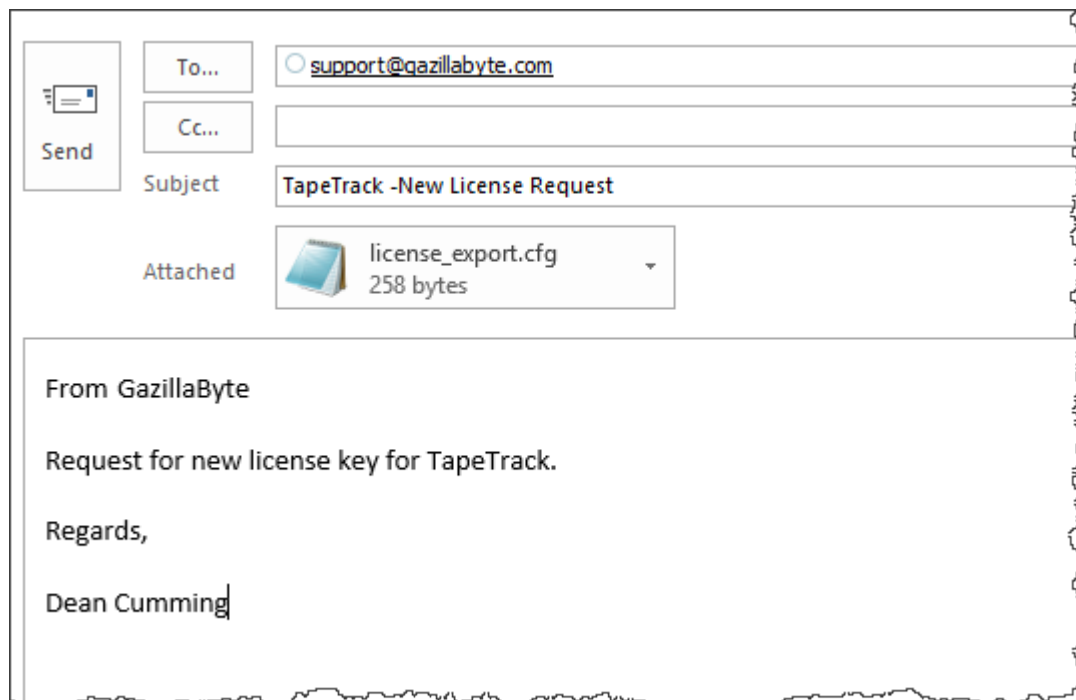 To...
support@gazillabyte.com
Cc...
Send
Subject
TapeTrack -New License Request
Attached
license_export.cfg
258 bytes
From GazillaByte
Request for new license key for TapeTrack.
Regards,
Dean Cumming